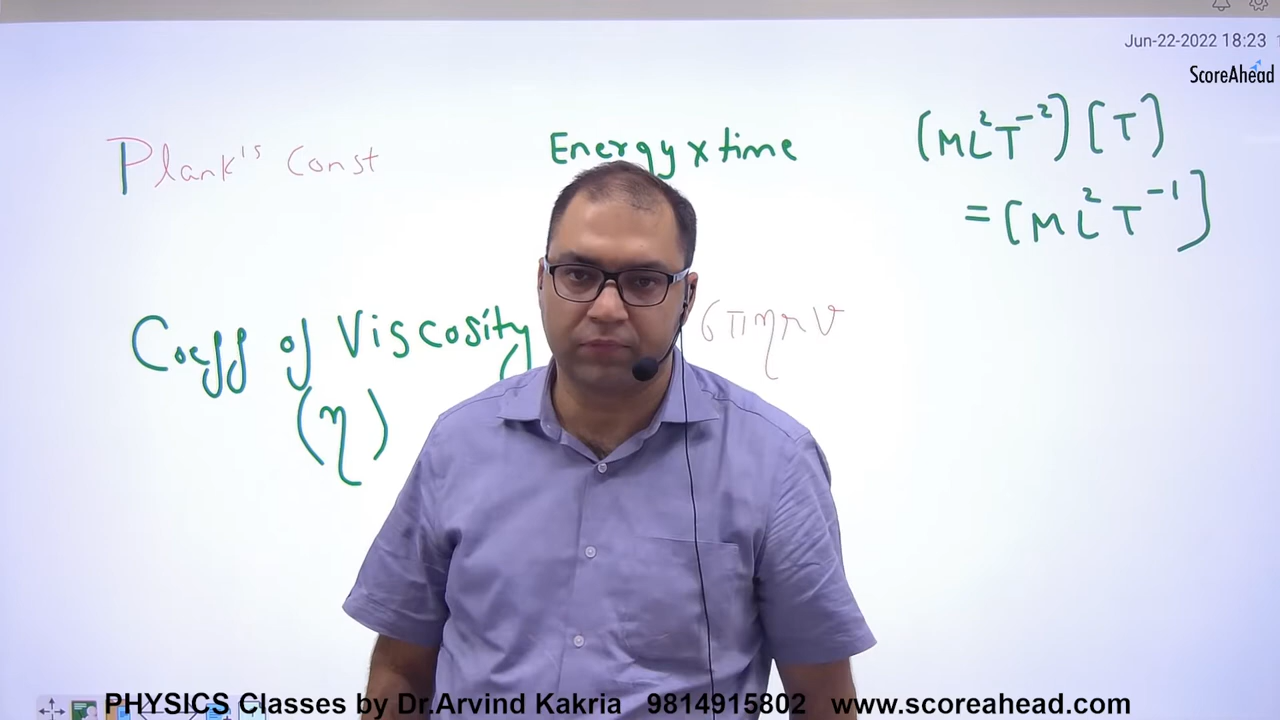 Jun-22-2022 18:23
ScoreAhead
Plank's Const
Energy x time
(ML²T⁻²) [T]
= [ML²T⁻¹]
Coeff of Viscosity
6πηrv
(η)
PHYSICS Classes by Dr.Arvind Kakria 9814915802 www.scoreahead.com